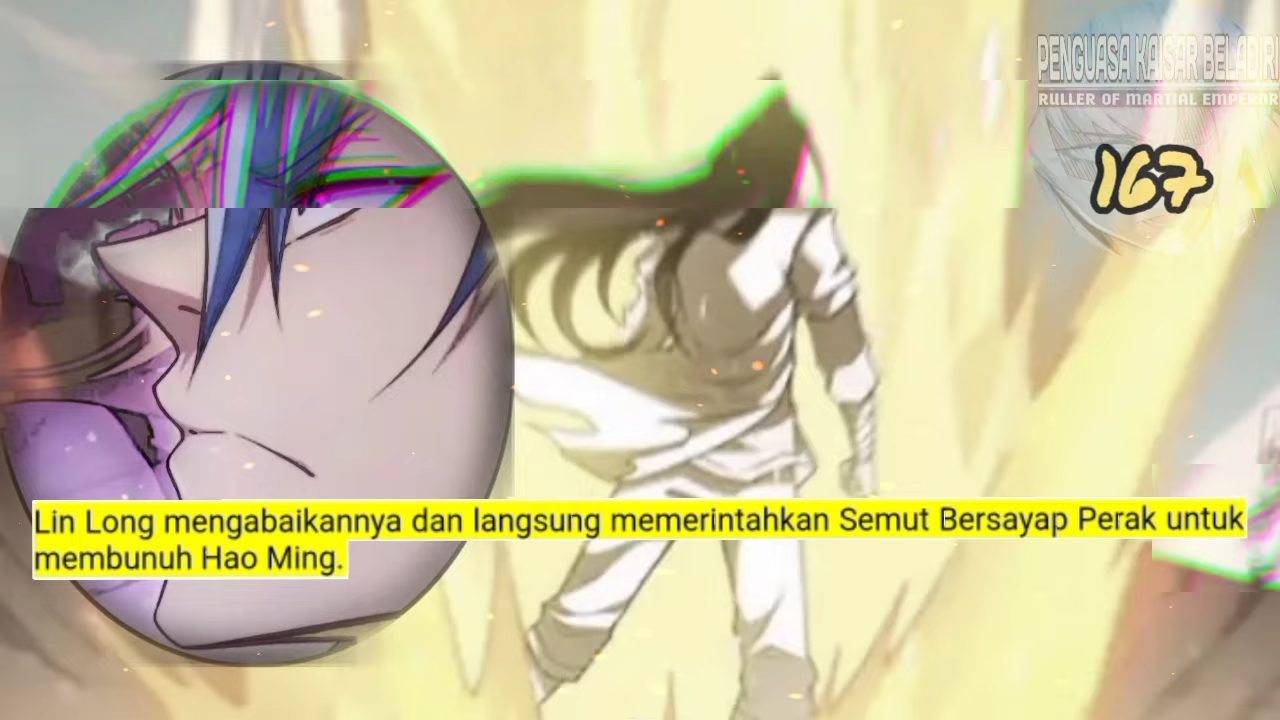 PENGUASA KAISAR BELADIRI
RULLER OF MARTIAL EMPEROR
167
Lin Long mengabaikannya dan langsung memerintahkan Semut Bersayap Perak untuk
membunuh Hao Ming.